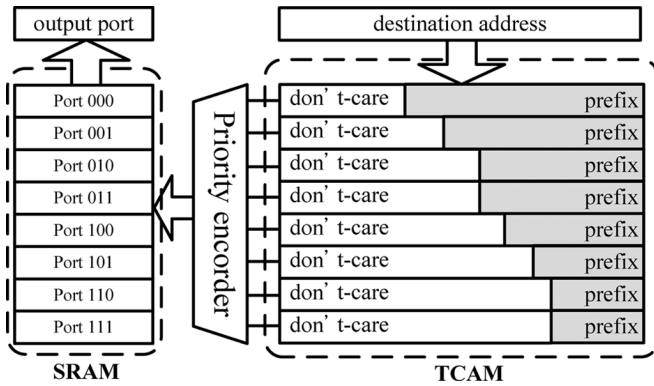 output port
destination address
Port 000
don' t-care
prefix
Port 001
don' t-care
prefix
Port 010
don' t-care
prefix
Port 011
don' t-care
prefix
Port 100
don' t-care
prefix
Port 101
don' t-care
prefix
Port 110
don' t-care
prefix
Port 111
don' t-care
prefix
Priority encorder
SRAM
TCAM